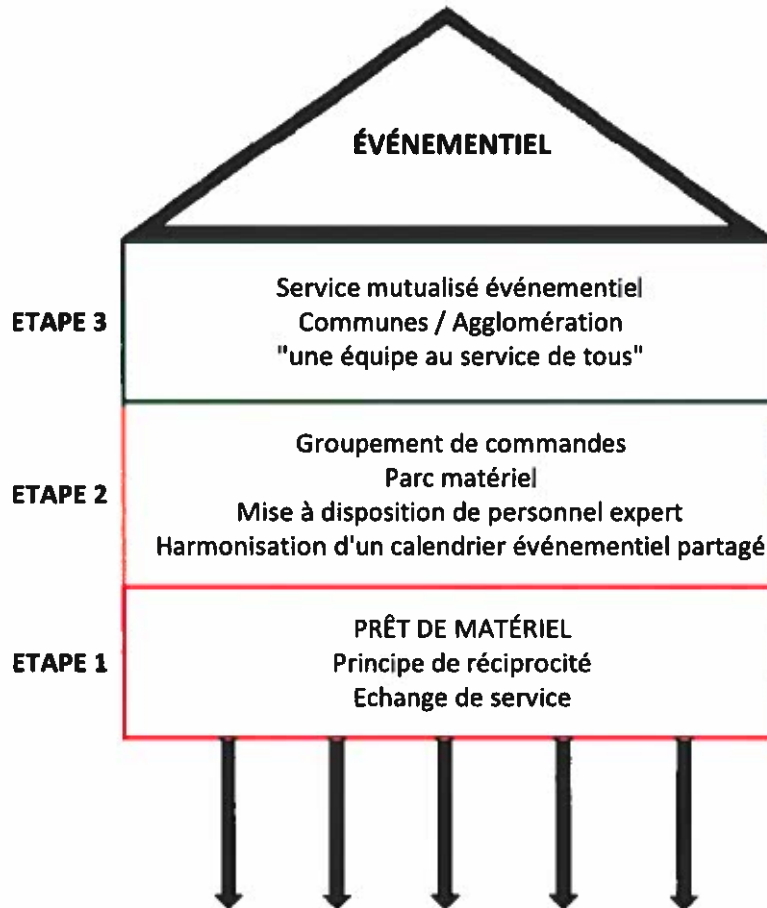 ÉVÉNEMENTIEL
ETAPE 3
Service mutualisé événementiel
Communes / Agglomération
"une équipe au service de tous"
ETAPE 2
Groupement de commandes
Parc matériel
Mise à disposition de personnel expert
Harmonisation d'un calendrier événementiel partagé
ETAPE 1
PRÊT DE MATÉRIEL
Principe de réciprocité
Echange de service